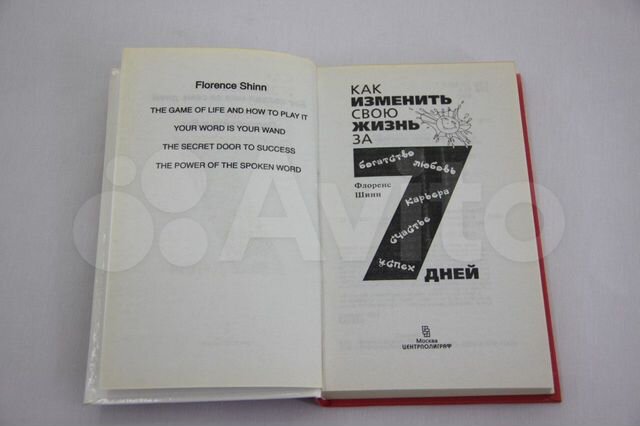 Florence Shinn
THE GAME OF LIFE AND HOW TO PLAY IT
YOUR WORD IS YOUR WAND
THE SECRET DOOR TO SUCCESS
THE POWER OF THE SPOKEN WORD
КАК
ИЗМЕНИТЬ
СВОЮ
ЖИЗНЬ
ЗА
7
богатство
любовь
Флоренс
Шинн
Карьера
счастье
Успех
ДНЕЙ
Москва
ЦЕНТРПОЛИГРАФ
Avito